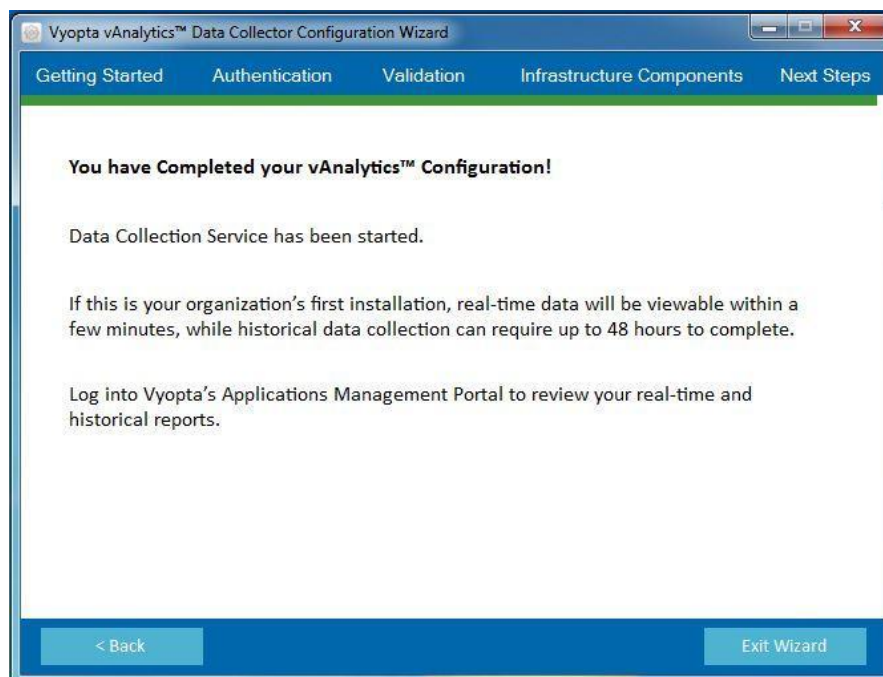 Vyopta vAnalytics™ Data Collector Configuration Wizard
Getting Started Authentication Validation Infrastructure Components Next Steps
You have Completed your vAnalytics™ Configuration!
Data Collection Service has been started.
If this is your organization’s first installation, real-time data will be viewable within a
few minutes, while historical data collection can require up to 48 hours to complete.
Log into Vyopta’s Applications Management Portal to review your real-time and
historical reports.
< Back Exit Wizard